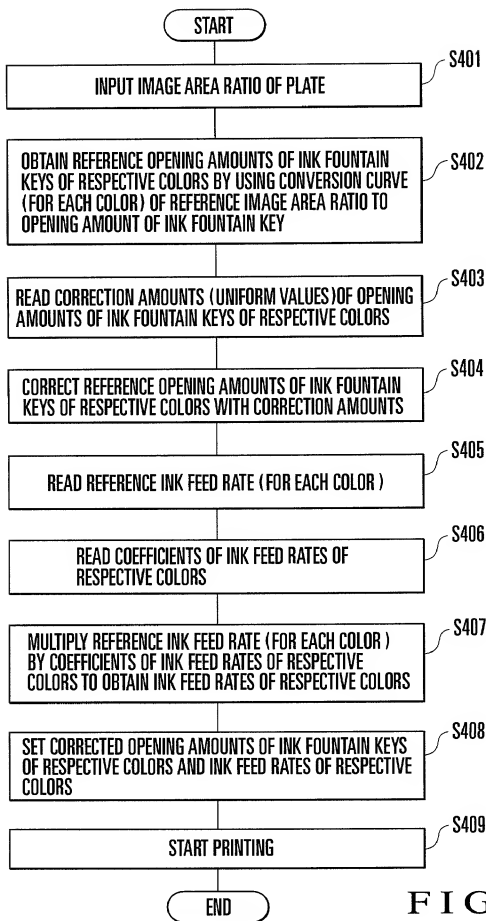 START
S401
INPUT IMAGE AREA RATIO OF PLATE
S402
OBTAIN REFERENCE OPENING AMOUNTS OF INK FOUNTAIN
KEYS OF RESPECTIVE COLORS BY USING CONVERSION CURVE
(FOR EACH COLOR) OF REFERENCE IMAGE AREA RATIO TO
OPENING AMOUNT OF INK FOUNTAIN KEY
S403
READ CORRECTION AMOUNTS (UNIFORM VALUES) OF OPENING
AMOUNTS OF INK FOUNTAIN KEYS OF RESPECTIVE COLORS
S404
CORRECT REFERENCE OPENING AMOUNTS OF INK FOUNTAIN
KEYS OF RESPECTIVE COLORS WITH CORRECTION AMOUNTS
S405
READ REFERENCE INK FEED RATE (FOR EACH COLOR)
S406
READ COEFFICIENTS OF INK FEED RATES OF
RESPECTIVE COLORS
S407
MULTIPLY REFERENCE INK FEED RATE (FOR EACH COLOR)
BY COEFFICIENTS OF INK FEED RATES OF RESPECTIVE
COLORS TO OBTAIN INK FEED RATES OF RESPECTIVE COLORS
S408
SET CORRECTED OPENING AMOUNTS OF INK FOUNTAIN KEYS
OF RESPECTIVE COLORS AND INK FEED RATES OF RESPECTIVE
COLORS
S409
START PRINTING
END
FIG